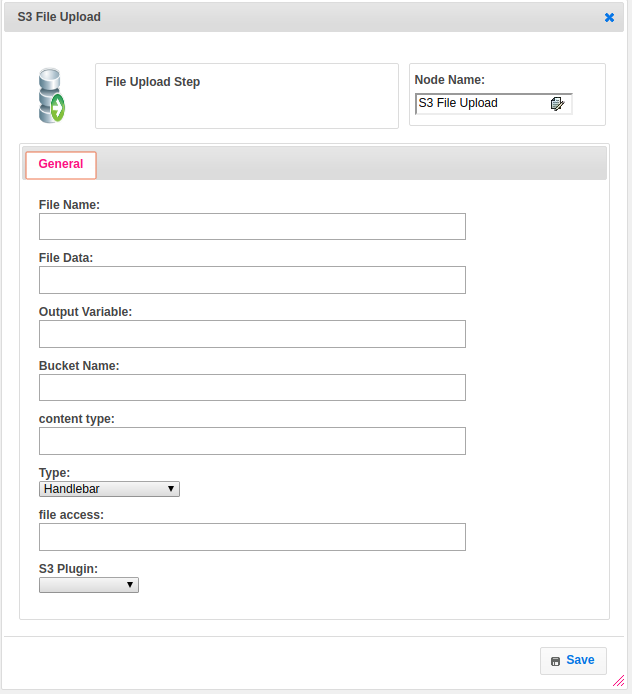 S3 File Upload
File Upload Step
Node Name:
S3 File Upload
General
File Name:
File Data:
Output Variable:
Bucket Name:
content type:
Type:
Handlebar
file access:
S3 Plugin:
Save